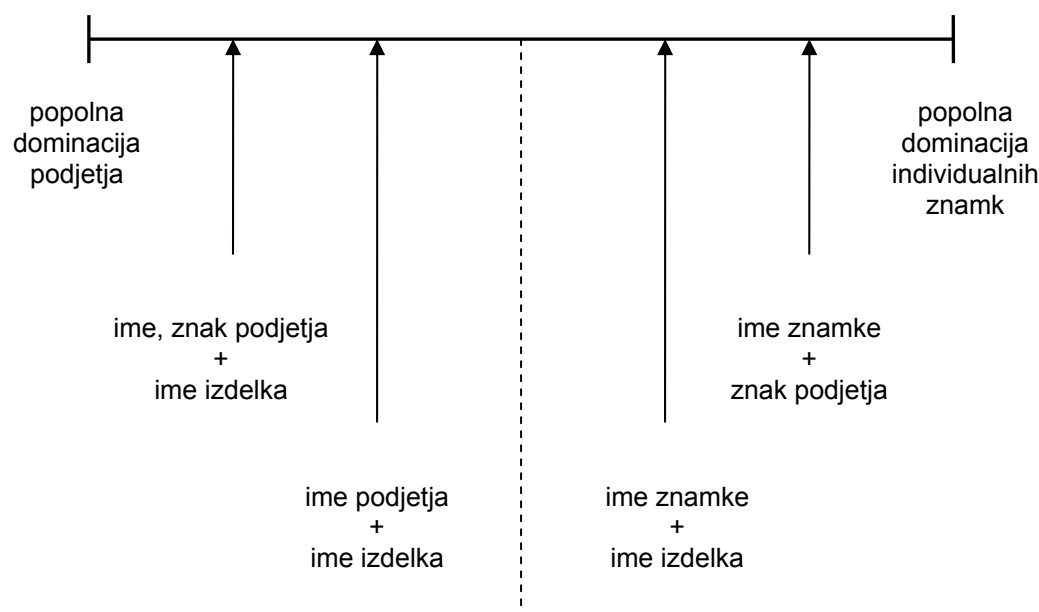 popolna
dominacija
podjetja
popolna
dominacija
individualnih
znamk
ime, znak podjetja
+
ime izdelka
ime znamke
+
znak podjetja
ime podjetja
+
ime izdelka
ime znamke
+
ime izdelka